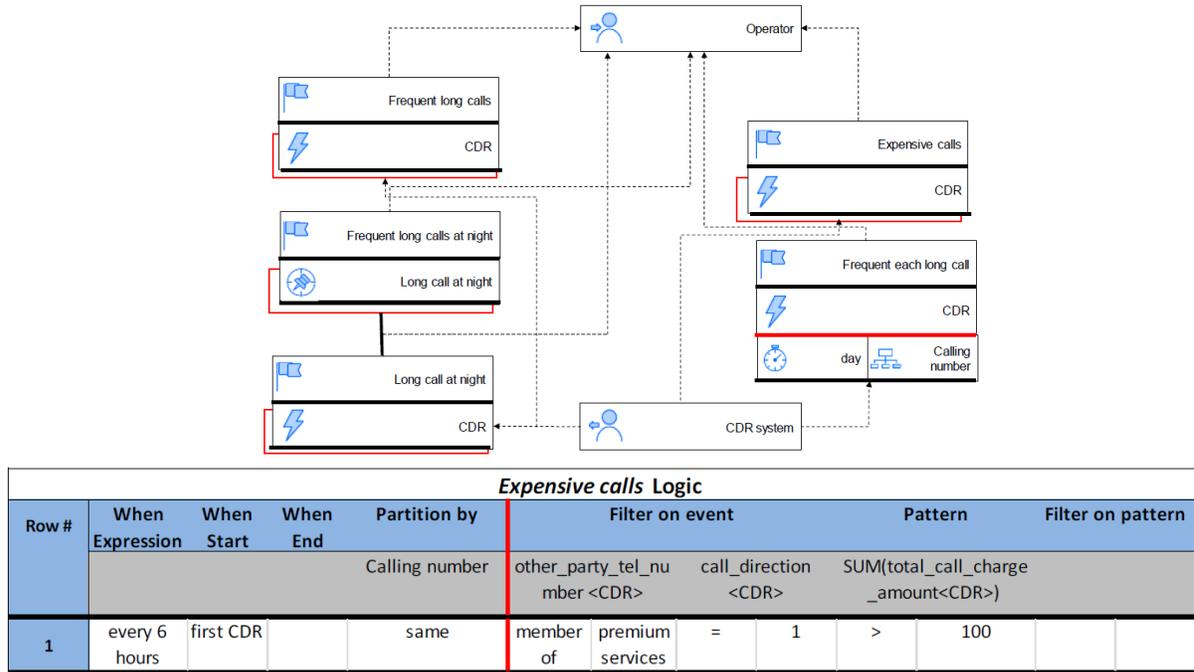 Operator
Frequent long calls
CDR
Expensive calls
CDR
Frequent long calls at night
Long call at night
Frequent each long call
CDR
day
Calling
number
Long call at night
CDR
CDR system
Expensive calls Logic
Row #
When
Expression
When
Start
When
End
Partition by
Filter on event
Pattern
Filter on pattern
Calling number
other_party_tel_nu
mber <CDR>
call_direction
<CDR>
SUM(total_call_charge
_amount<CDR>)
1
every 6
hours
first CDR
same
member
of
premium
services
=
1
>
100